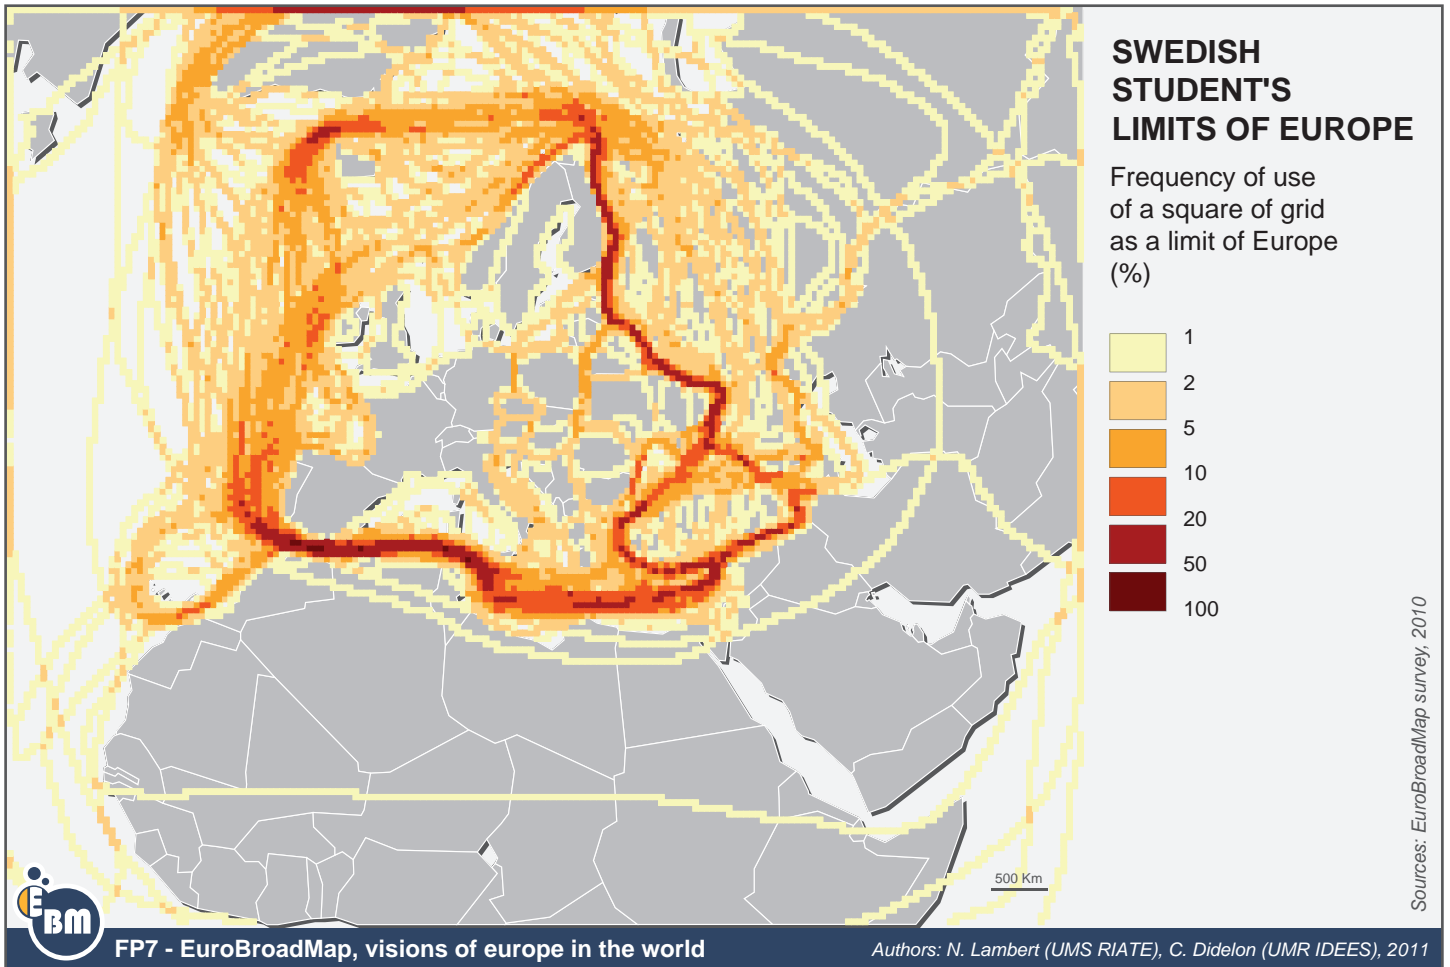 SWEDISH
STUDENT'S
LIMITS OF EUROPE
Frequency of use
of a square of grid
as a limit of Europe
(%)
1
2
5
10
20
50
100
Sources: EuroBroadMap survey, 2010
500 Km
EBM
FP7 - EuroBroadMap, visions of europe in the world
Authors: N. Lambert (UMS RIATE), C. Didelon (UMR IDEES), 2011